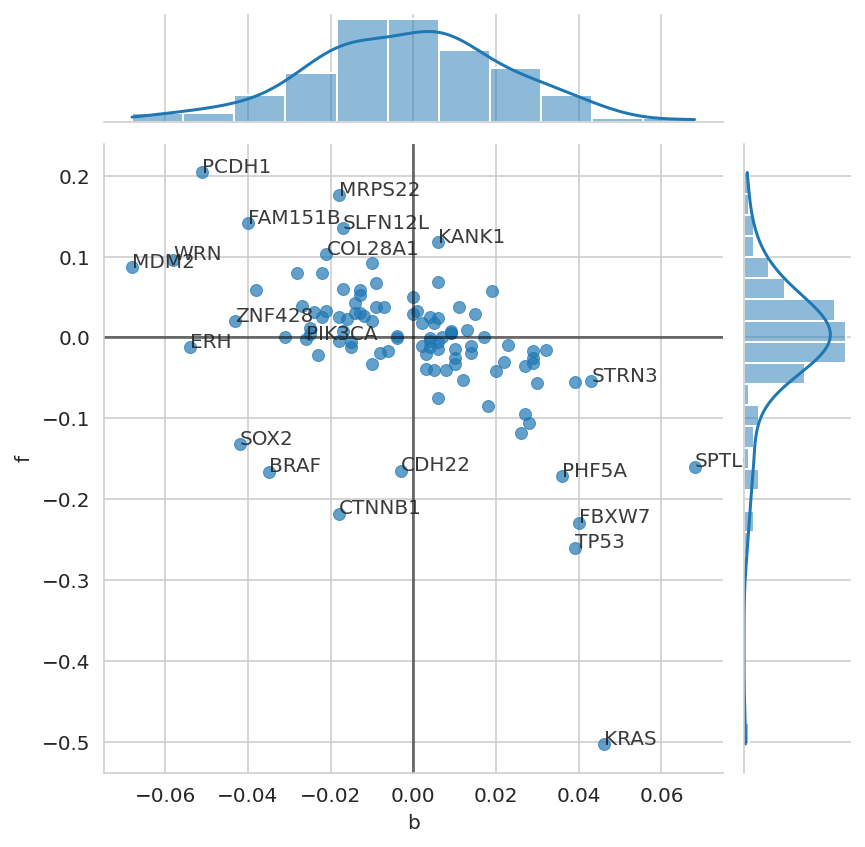 PCDH1
0.2
MRPS22
FAM151B
SLFN12L
KANK1
COL28A1
WRN
MDM2
0.1
ZNF428
PIK3CA
0.0
ERH
STRN3
−0.1
SOX2
BRAF
CDH22
PHF5A
SPTL
−0.2
CTNNB1
FBXW7
TP53
−0.3
−0.4
−0.5
KRAS
f
−0.06 −0.04 −0.02 0.00 0.02 0.04 0.06
b